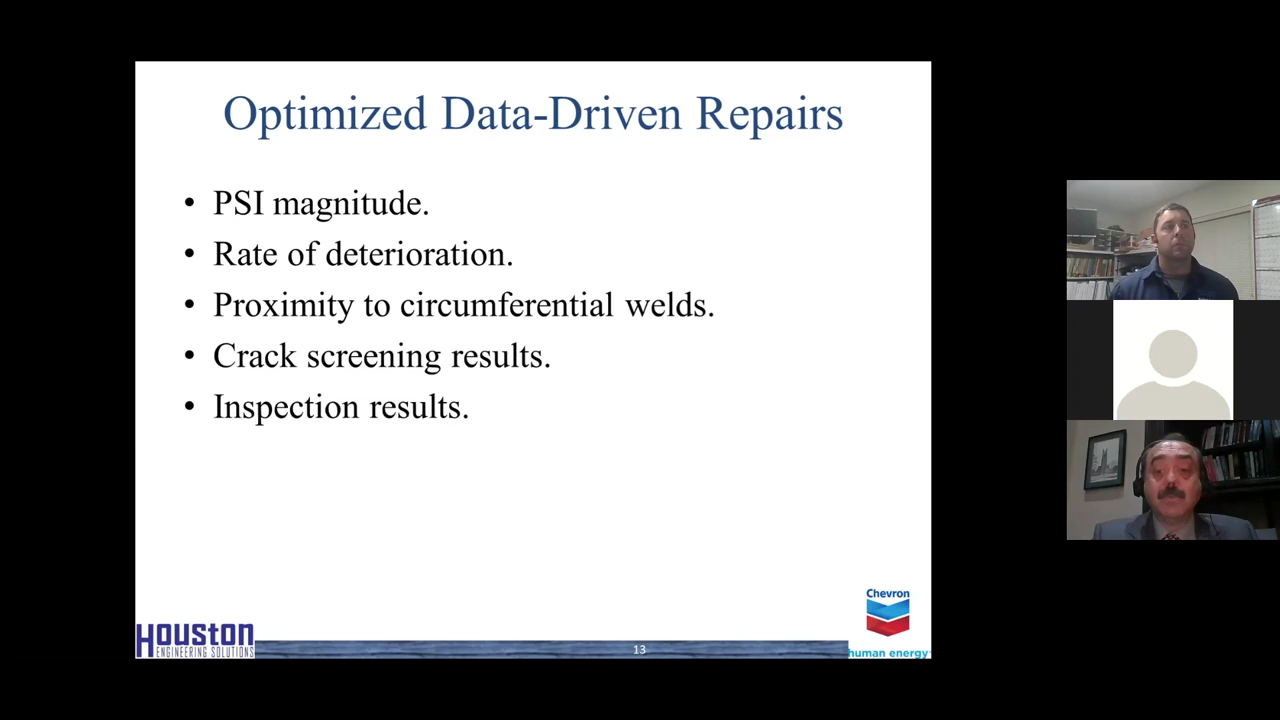 Optimized Data-Driven Repairs
• PSI magnitude.
• Rate of deterioration.
• Proximity to circumferential welds.
• Crack screening results.
• Inspection results.
Chevron
HOUSTON
ENGINEERING SOLUTIONS
13
human energy